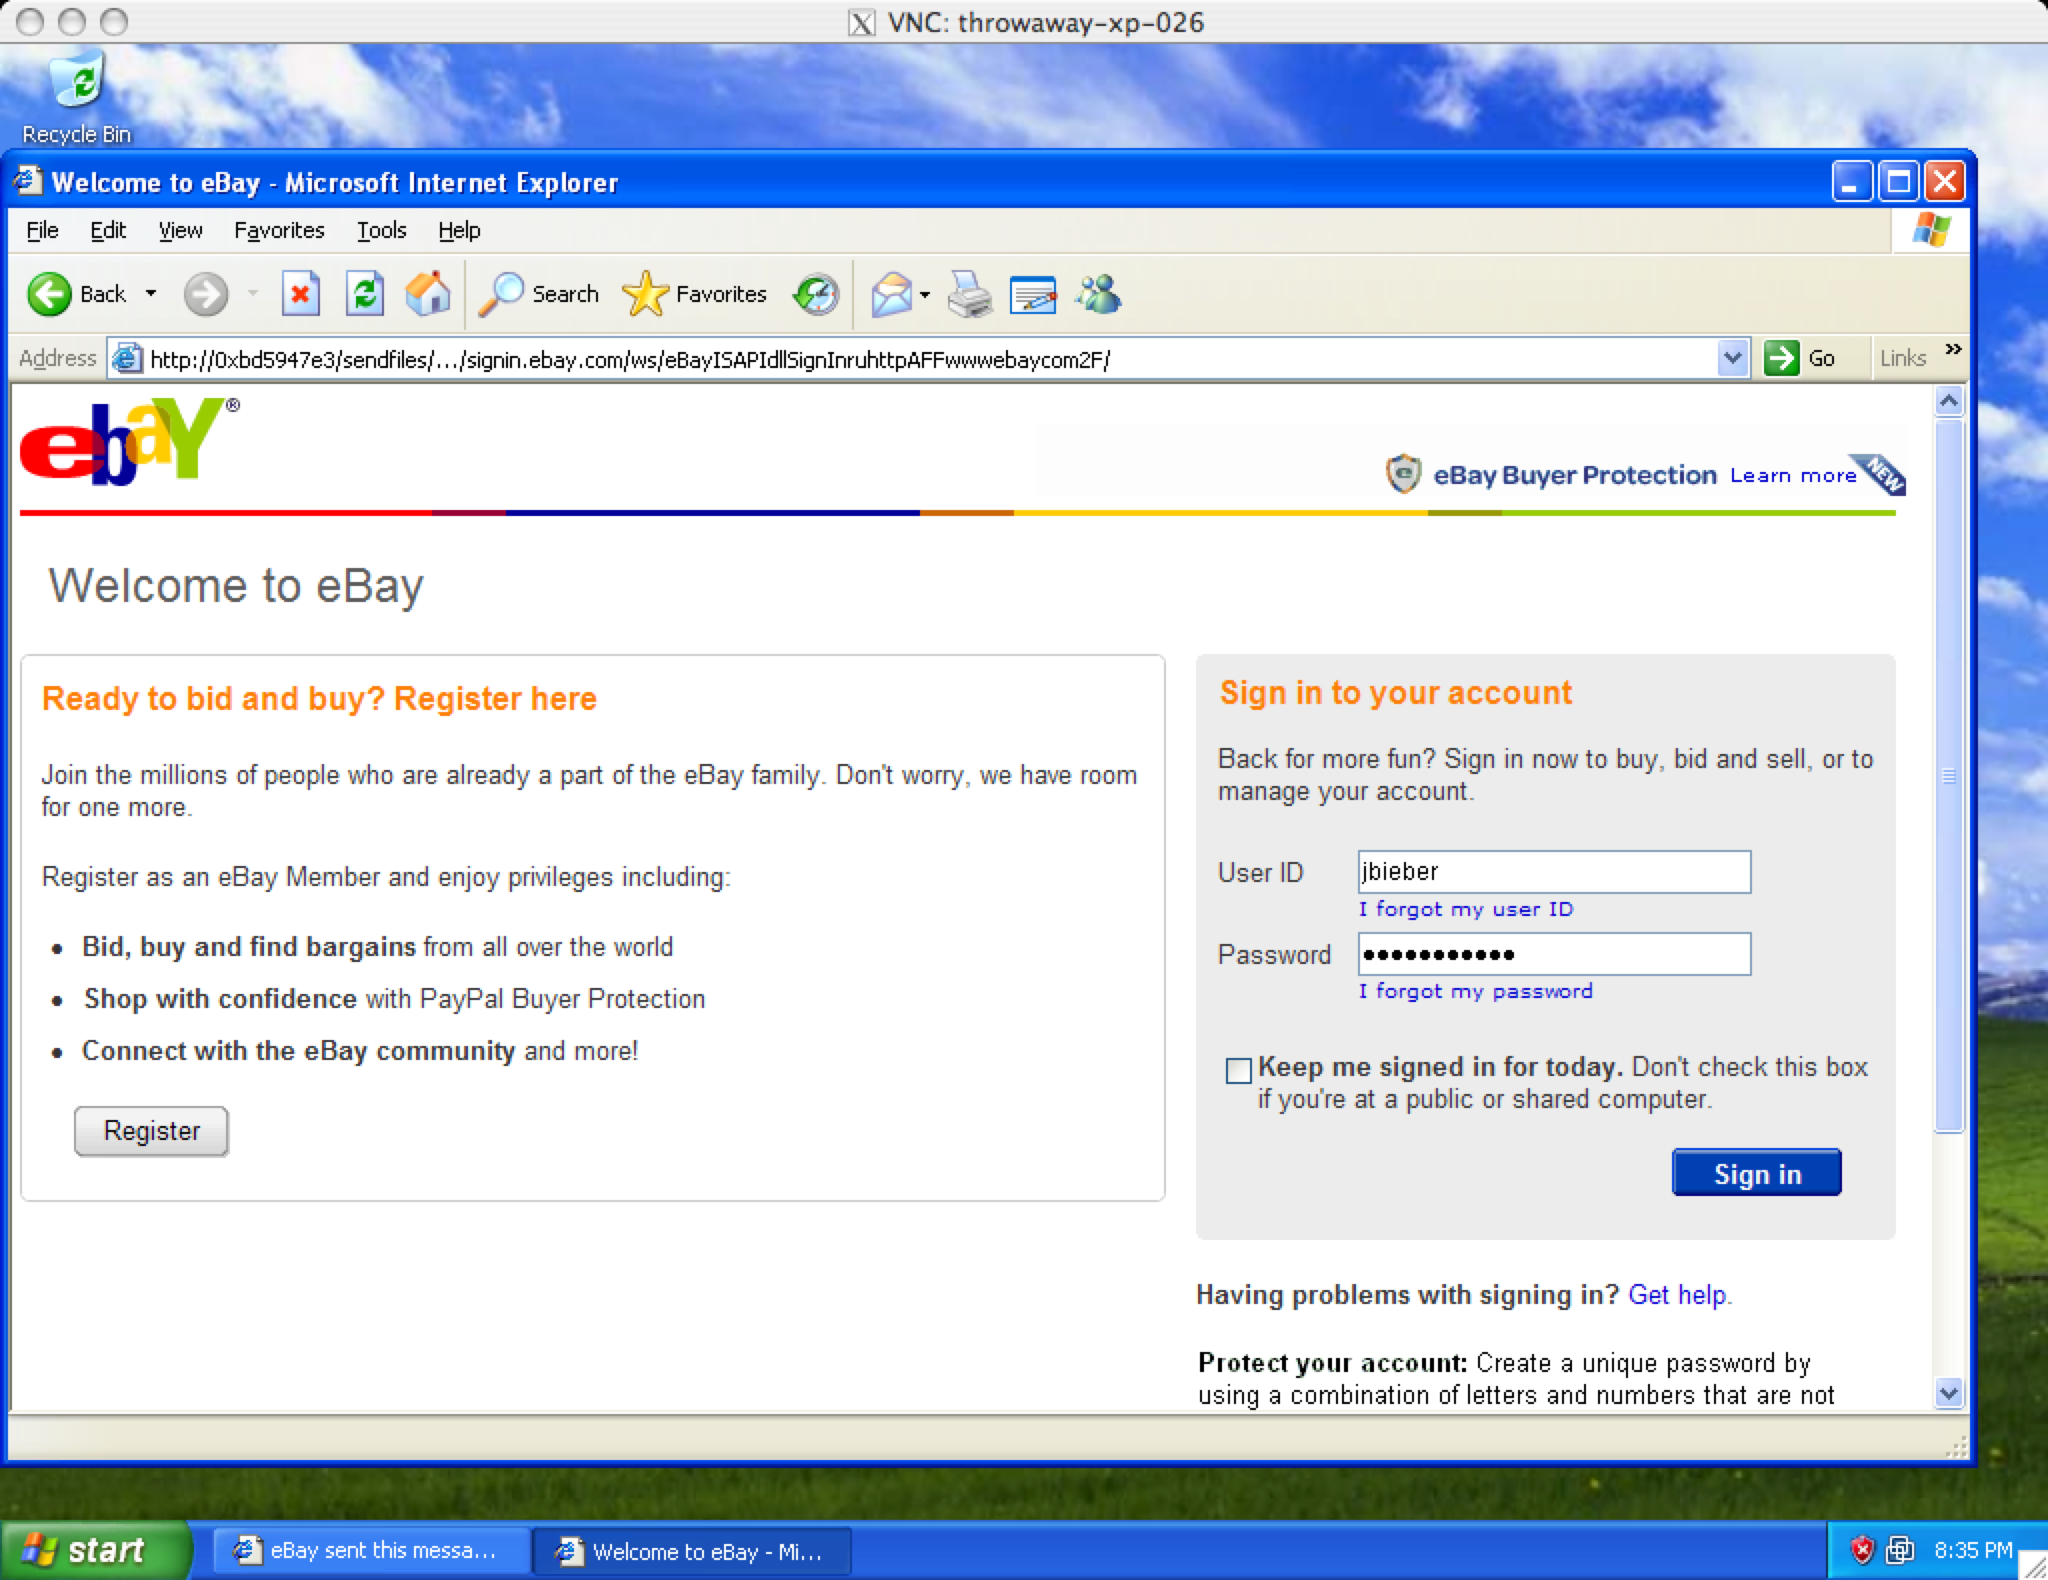 VNC: throwaway-xp-026
Recycle Bin
Welcome to eBay - Microsoft Internet Explorer
File Edit View Favorites Tools Help
Back Search Favorites
Address http://0xbd5947e3/sendfiles/.../signin.ebay.com/ws/eBayISAPIdllSignInruhttpAFFwwwebaycom2F/ Go Links »
ebaY®
eBay Buyer Protection Learn more NEW
Welcome to eBay
Ready to bid and buy? Register here
Join the millions of people who are already a part of the eBay family. Don't worry, we have room
for one more.
Register as an eBay Member and enjoy privileges including:
• Bid, buy and find bargains from all over the world
• Shop with confidence with PayPal Buyer Protection
• Connect with the eBay community and more!
Register
Sign in to your account
Back for more fun? Sign in now to buy, bid and sell, or to
manage your account.
User ID jbieber
I forgot my user ID
Password •••••••••••
I forgot my password
Keep me signed in for today. Don't check this box
if you're at a public or shared computer.
Sign in
Having problems with signing in? Get help.
Protect your account: Create a unique password by
using a combination of letters and numbers that are not
start eBay sent this messa... Welcome to eBay - Mi... 8:35 PM